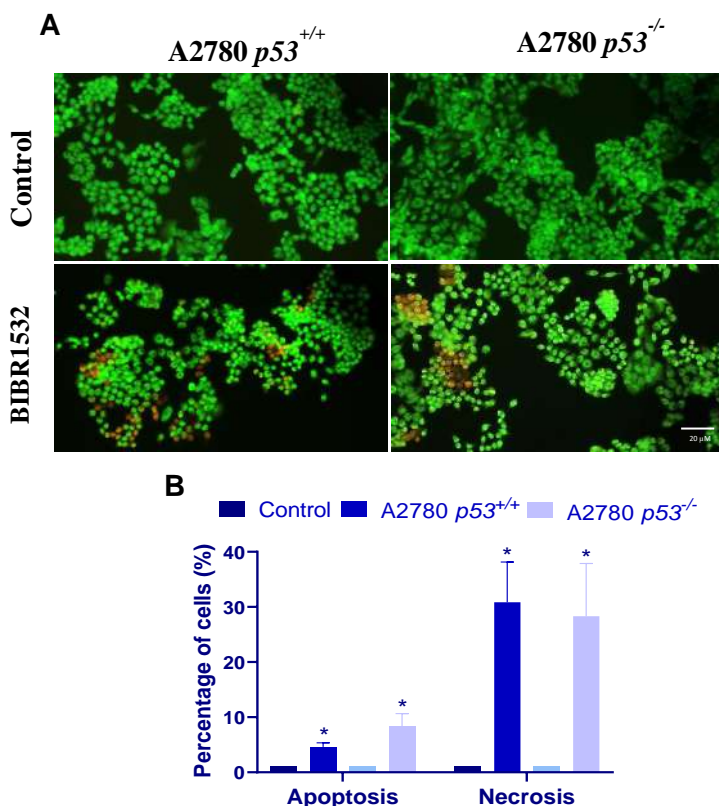 A
A2780 p53+/+
A2780 p53-/-
Control
BIBR1532
20 µM
B
Control A2780 p53+/+ A2780 p53-/-
Percentage of cells (%)
40
30
20
10
0
* * * *
Apoptosis Necrosis